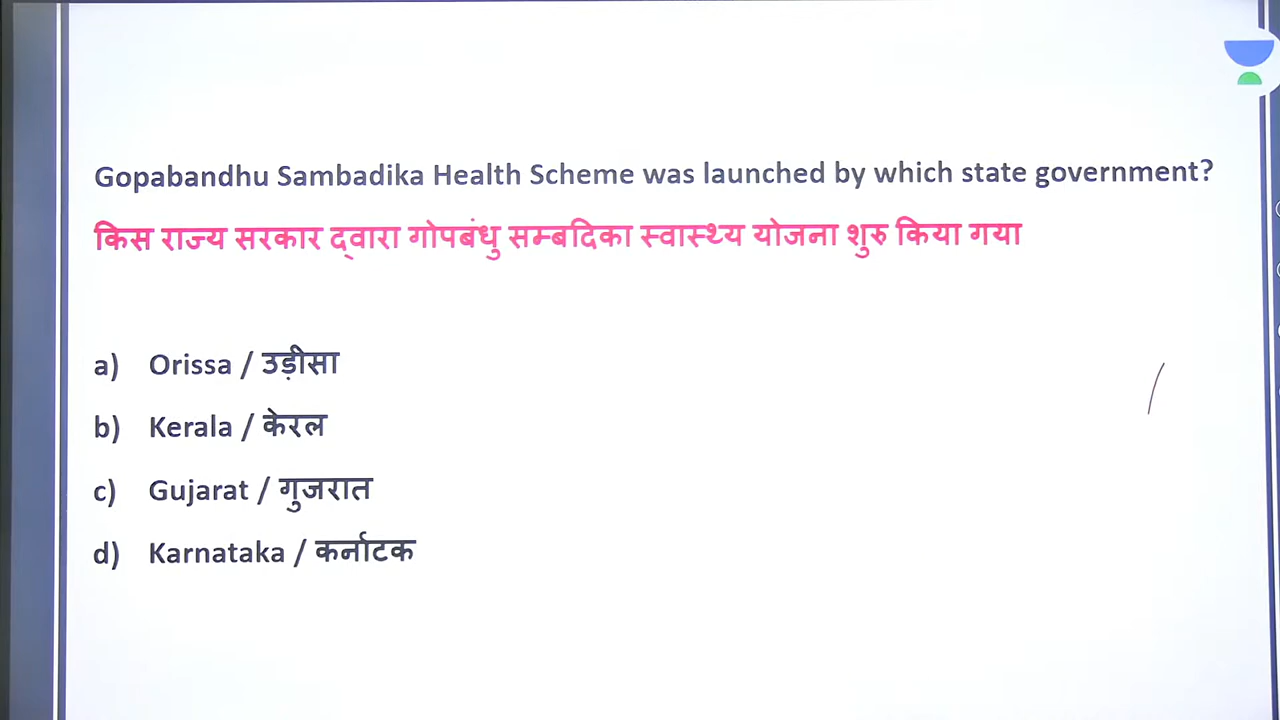 Gopabandhu Sambadika Health Scheme was launched by which state government?
किस राज्य सरकार द्वारा गोपबंधु सम्बदिका स्वास्थ्य योजना शुरु किया गया
a) Orissa / उड़ीसा
b) Kerala / केरल
c) Gujarat / गुजरात
d) Karnataka / कर्नाटक